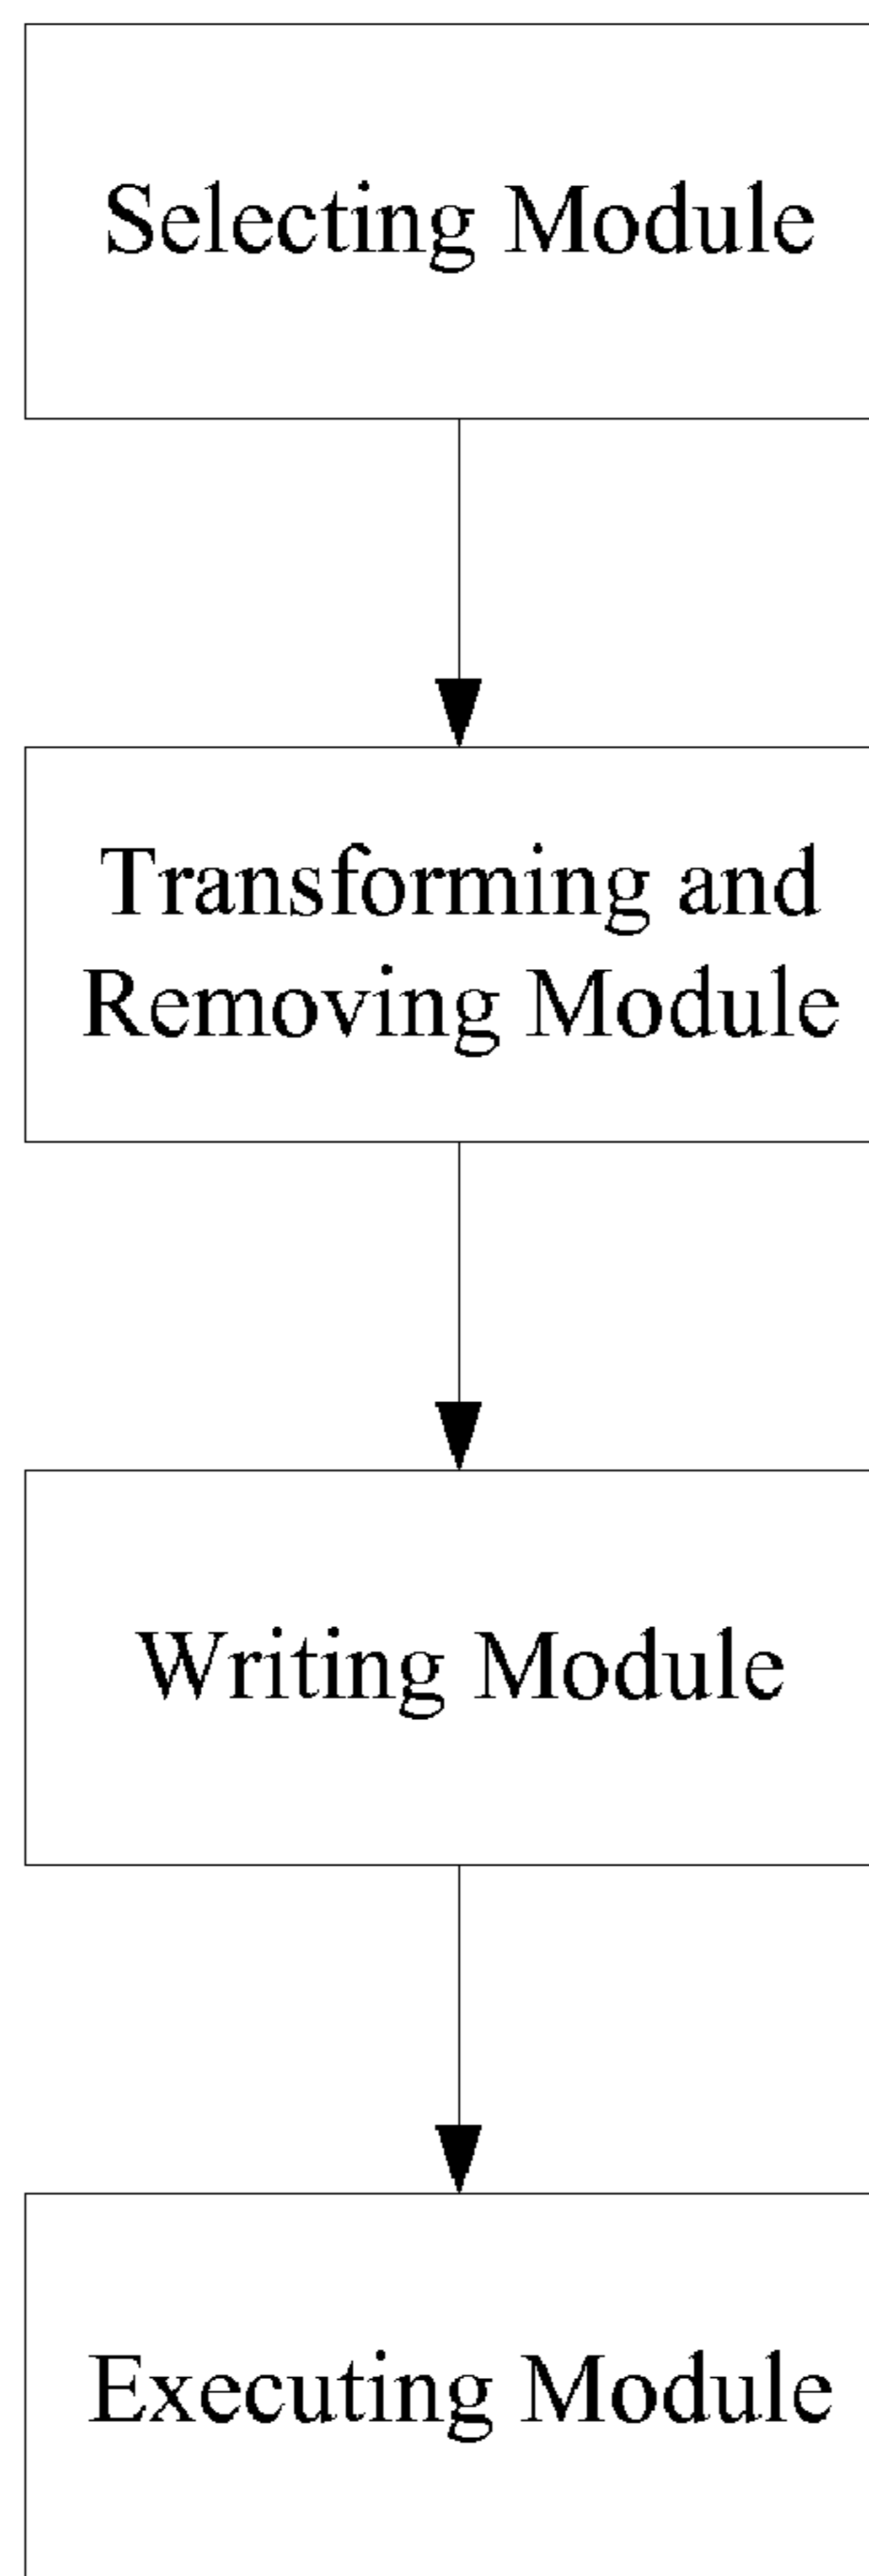 Selecting Module
Transforming and
Removing Module
Writing Module
Executing Module